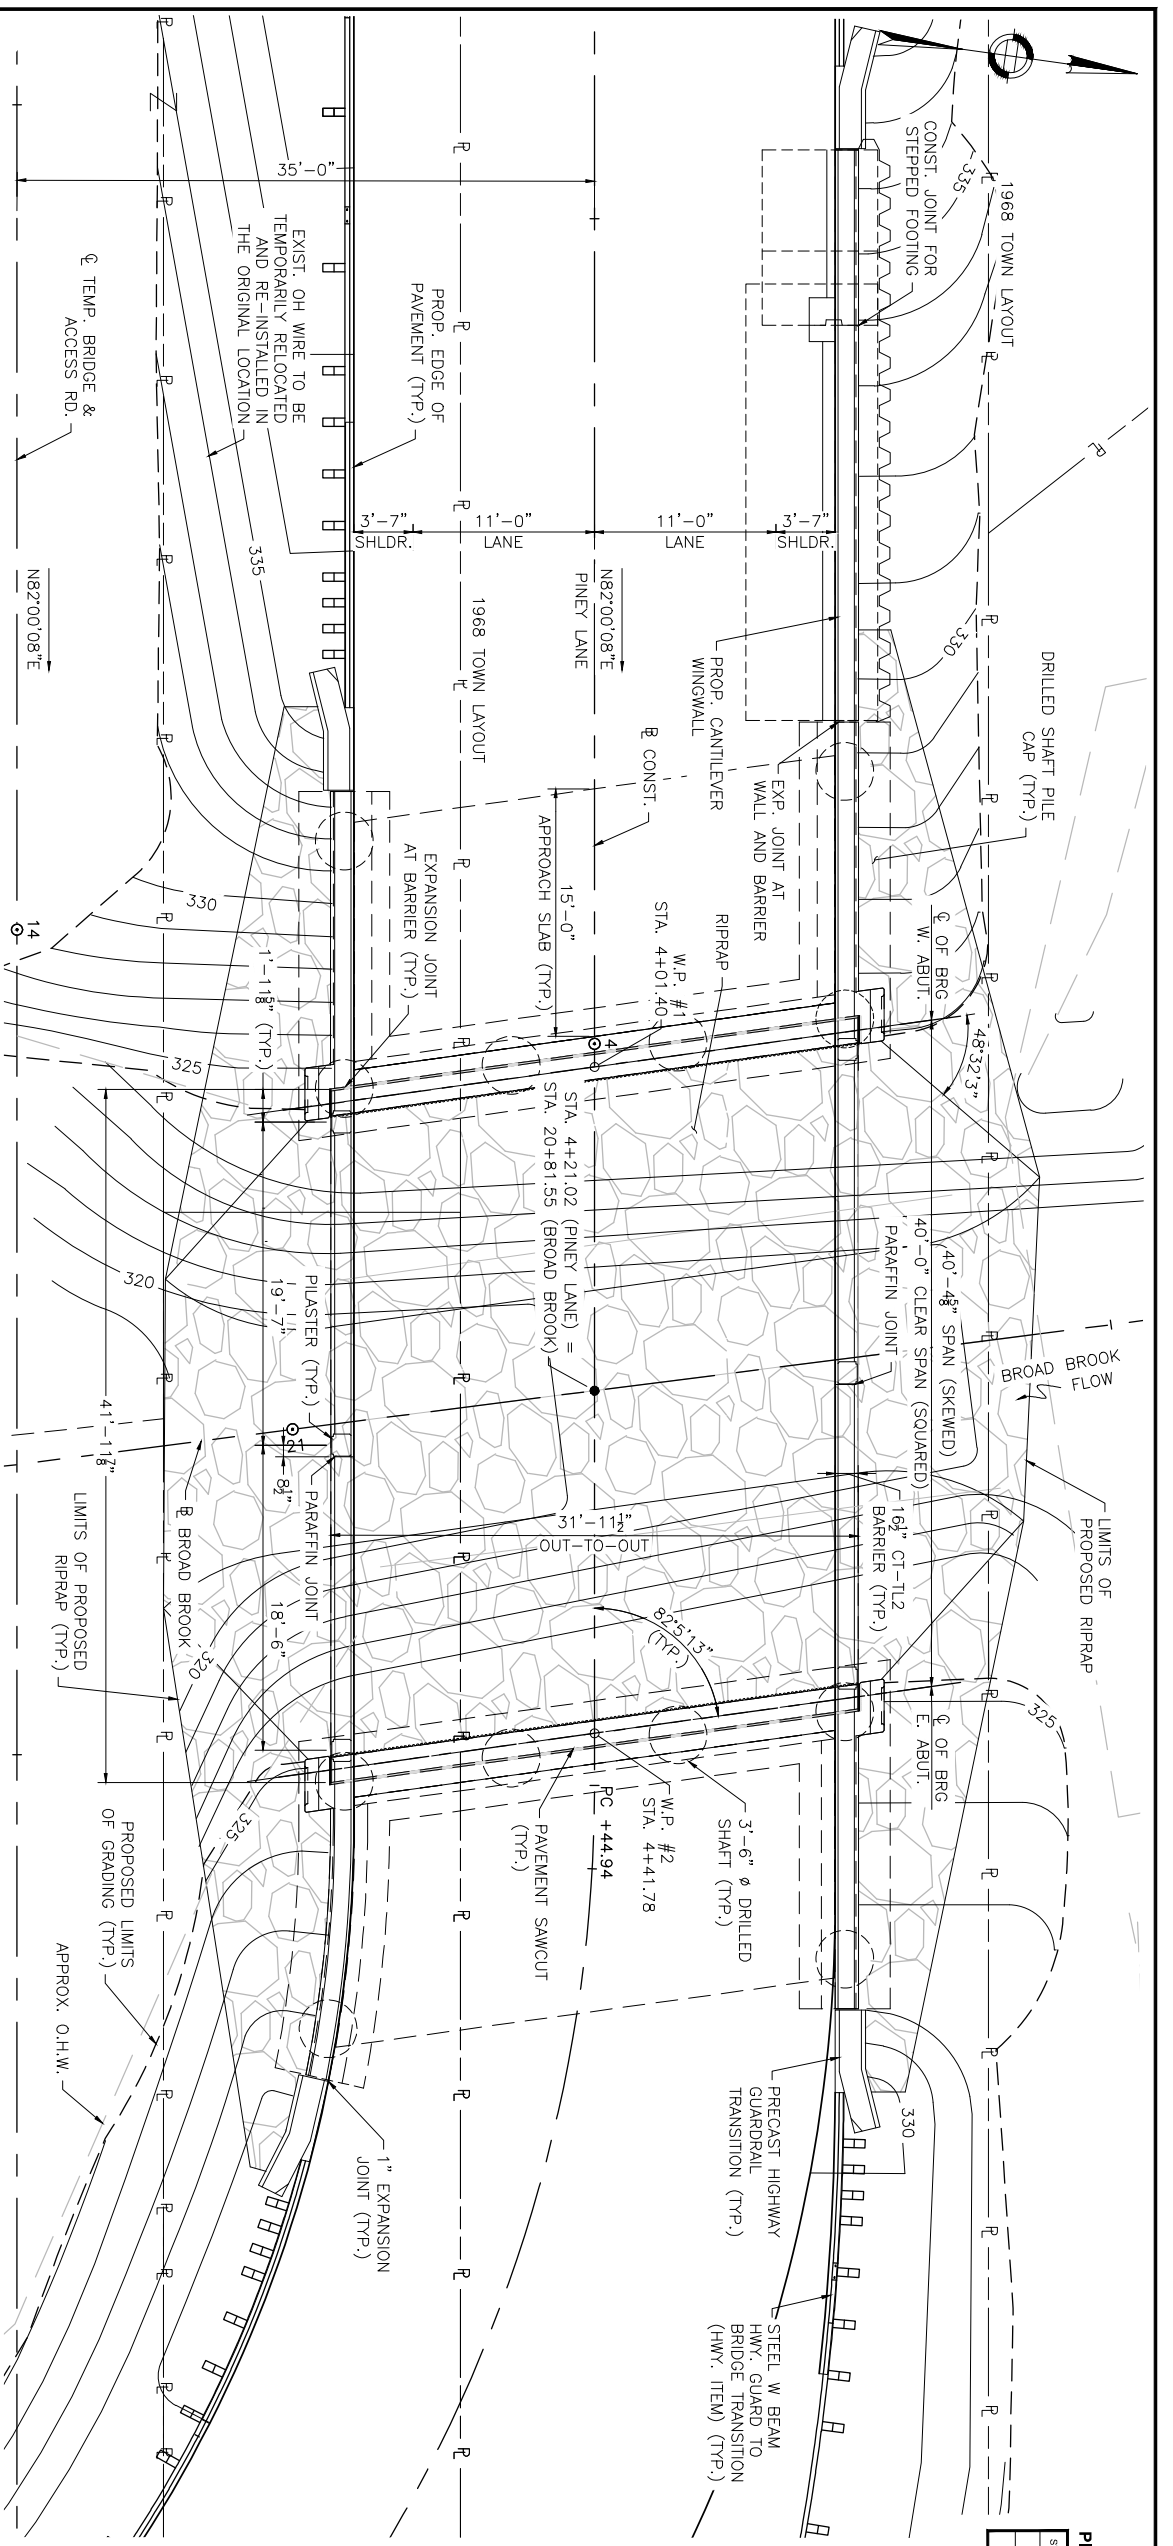 1968 TOWN LAYOUT
335
CONST. JOINT FOR
STEPPED FOOTING
35'-0"
EXIST. OH WIRE TO BE
TEMPORARILY RELOCATED
AND RE-INSTALLED IN
THE ORIGINAL LOCATION
℄ TEMP. BRIDGE &
ACCESS RD.
PROP. EDGE OF
PAVEMENT (TYP.)
3'-7"
SHLDR.
11'-0"
LANE
11'-0"
LANE
3'-7"
SHLDR.
335
N82°00'08"E
N82°00'08"E
PINEY LANE
1968 TOWN LAYOUT
330
DRILLED SHAFT PILE
CAP (TYP.)
PROP. CANTILEVER
WINGWALL
EXP. JOINT AT
WALL AND BARRIER
RIPRAP
B CONST.
15'-0"
APPROACH SLAB (TYP.)
EXPANSION JOINT
AT BARRIER (TYP.)
330
14
325
1'-11⅝" (TYP.)
W.P. #1
STA. 4+01.40
4
℄ OF BRG
W. ABUT.
48°32'3"
STA. 4+21.02 (PINEY LANE) =
STA. 20+81.55 (BROAD BROOK)
40'-4⅝" SPAN (SKEWED)
40'-0" CLEAR SPAN (SQUARED)
PARAFFIN JOINT
BROAD BROOK
FLOW
320
PILASTER (TYP.)
19'-7"
41'-11⅞"
21
8½"
PARAFFIN JOINT
18'-6"
B BROAD BROOK
LIMITS OF PROPOSED
RIPRAP (TYP.)
320
31'-11½"
OUT-TO-OUT
16½" CT-TL2
BARRIER (TYP.)
LIMITS OF
PROPOSED RIPRAP
82°5'13"
(TYP.)
℄ OF BRG
E. ABUT.
325
325
W.P. #2
STA. 4+41.78
3'-6" ø DRILLED
SHAFT (TYP.)
PC +44.94
PAVEMENT SAWCUT
(TYP.)
PROPOSED LIMITS
OF GRADING (TYP.)
APPROX. O.H.W.
1" EXPANSION
JOINT (TYP.)
PRECAST HIGHWAY
GUARDRAIL
TRANSITION (TYP.)
330
STEEL W BEAM
HWY. GUARD TO
BRIDGE TRANSITION
(HWY. ITEM) (TYP.)